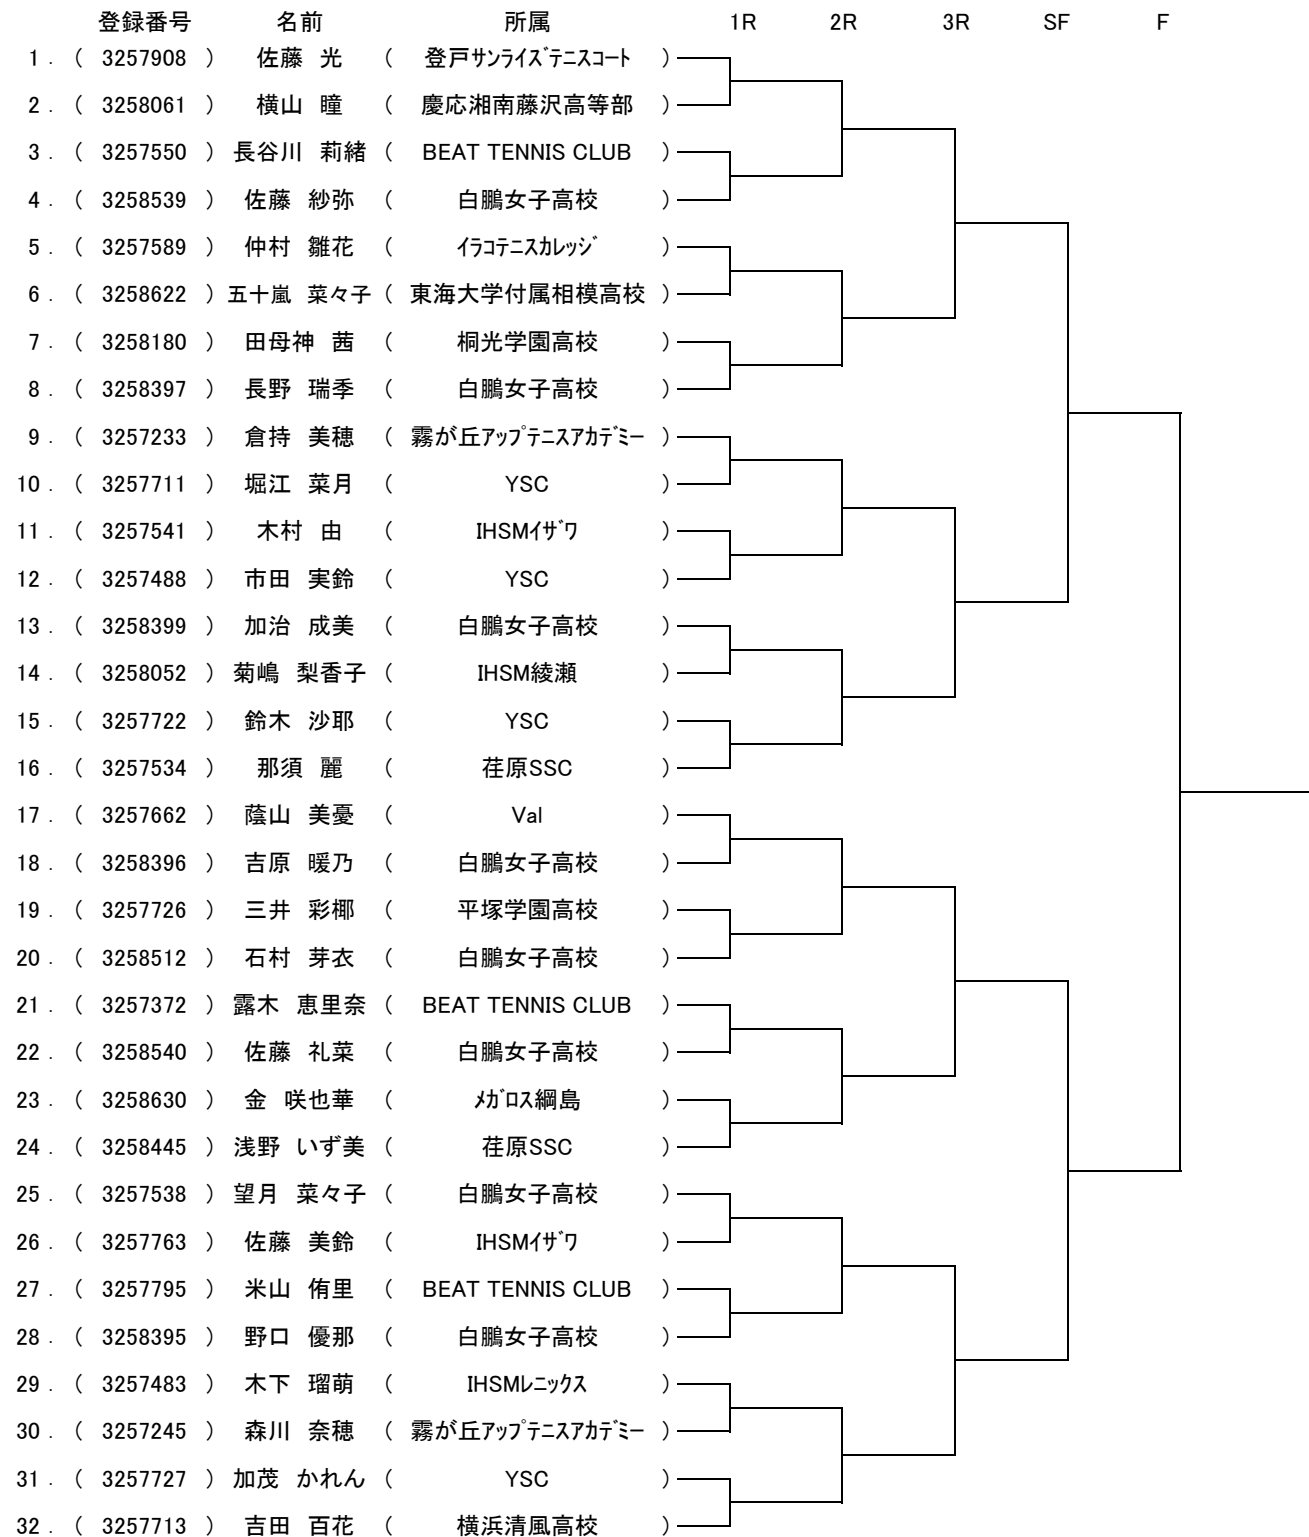 登録番号 名前 所属 1R 2R 3R SF F
1. ( 3257908 ) 佐藤 光 ( 登戸サンライズテニスコート )
2. ( 3258061 ) 横山 瞳 ( 慶応湘南藤沢高等部 )
3. ( 3257550 ) 長谷川 莉緒 ( BEAT TENNIS CLUB )
4. ( 3258539 ) 佐藤 紗弥 ( 白鵬女子高校 )
5. ( 3257589 ) 仲村 雛花 ( イラコテニスカレッジ )
6. ( 3258622 ) 五十嵐 菜々子 ( 東海大学付属相模高校 )
7. ( 3258180 ) 田母神 茜 ( 桐光学園高校 )
8. ( 3258397 ) 長野 瑞季 ( 白鵬女子高校 )
9. ( 3257233 ) 倉持 美穂 ( 霧が丘アップテニスアカデミー )
10. ( 3257711 ) 堀江 菜月 ( YSC )
11. ( 3257541 ) 木村 由 ( IHSMイザワ )
12. ( 3257488 ) 市田 実鈴 ( YSC )
13. ( 3258399 ) 加治 成美 ( 白鵬女子高校 )
14. ( 3258052 ) 菊嶋 梨香子 ( IHSM綾瀬 )
15. ( 3257722 ) 鈴木 沙耶 ( YSC )
16. ( 3257534 ) 那須 麗 ( 荏原SSC )
17. ( 3257662 ) 蔭山 美憂 ( Val )
18. ( 3258396 ) 吉原 暖乃 ( 白鵬女子高校 )
19. ( 3257726 ) 三井 彩椰 ( 平塚学園高校 )
20. ( 3258512 ) 石村 芽衣 ( 白鵬女子高校 )
21. ( 3257372 ) 露木 恵里奈 ( BEAT TENNIS CLUB )
22. ( 3258540 ) 佐藤 礼菜 ( 白鵬女子高校 )
23. ( 3258630 ) 金 咲也華 ( メガロス綱島 )
24. ( 3258445 ) 浅野 いず美 ( 荏原SSC )
25. ( 3257538 ) 望月 菜々子 ( 白鵬女子高校 )
26. ( 3257763 ) 佐藤 美鈴 ( IHSMイザワ )
27. ( 3257795 ) 米山 侑里 ( BEAT TENNIS CLUB )
28. ( 3258395 ) 野口 優那 ( 白鵬女子高校 )
29. ( 3257483 ) 木下 瑠萌 ( IHSMレニックス )
30. ( 3257245 ) 森川 奈穂 ( 霧が丘アップテニスアカデミー )
31. ( 3257727 ) 加茂 かれん ( YSC )
32. ( 3257713 ) 吉田 百花 ( 横浜清風高校 )